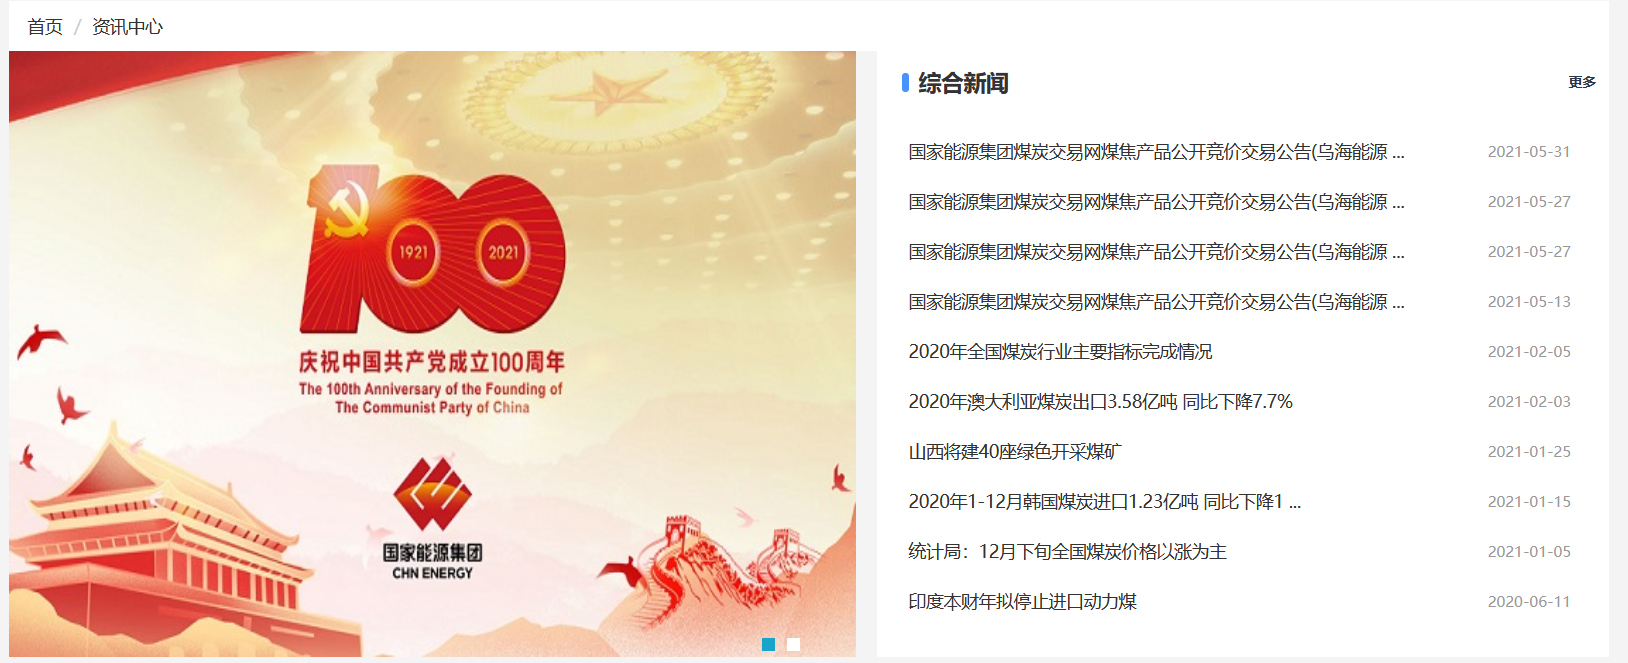 首页 / 资讯中心
1921 2021
庆祝中国共产党成立100周年
The 100th Anniversary of the Founding of
The Communist Party of China
国家能源集团
CHN ENERGY
综合新闻 更多
国家能源集团煤炭交易网煤焦产品公开竞价交易公告(乌海能源 ... 2021-05-31
国家能源集团煤炭交易网煤焦产品公开竞价交易公告(乌海能源 ... 2021-05-27
国家能源集团煤炭交易网煤焦产品公开竞价交易公告(乌海能源 ... 2021-05-27
国家能源集团煤炭交易网煤焦产品公开竞价交易公告(乌海能源 ... 2021-05-13
2020年全国煤炭行业主要指标完成情况 2021-02-05
2020年澳大利亚煤炭出口3.58亿吨 同比下降7.7% 2021-02-03
山西将建40座绿色开采煤矿 2021-01-25
2020年1-12月韩国煤炭进口1.23亿吨 同比下降1 ... 2021-01-15
统计局：12月下旬全国煤炭价格以涨为主 2021-01-05
印度本财年拟停止进口动力煤 2020-06-11